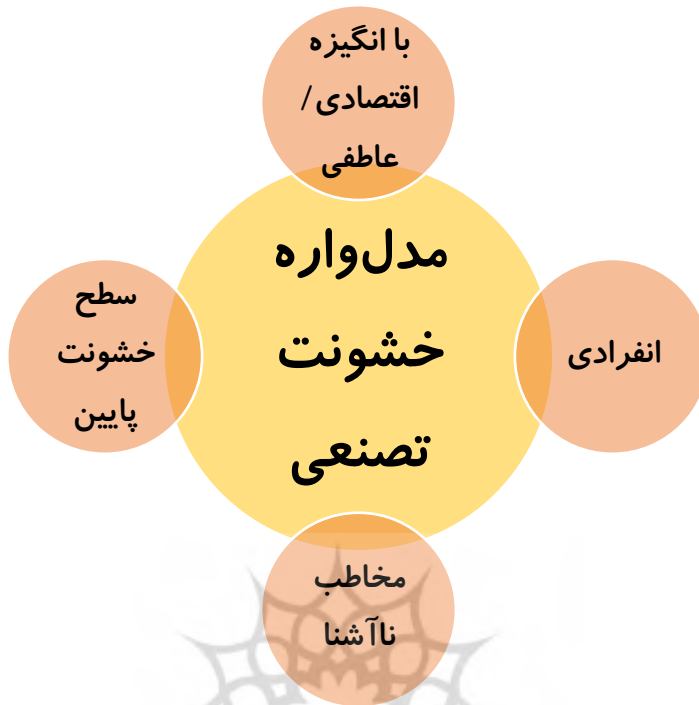 با انگیزه
اقتصادی /
عاطفی
مدل‌واره
خشونت
تصنعی
انفرادی
سطح
خشونت
پایین
مخاطب
ناآشنا